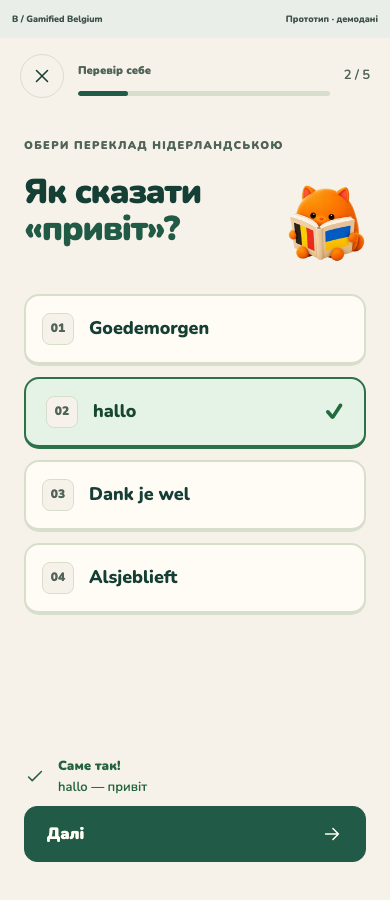 B / Gamified Belgium
Прототип · демодані
Перевір себе
2 / 5
ОБЕРИ ПЕРЕКЛАД НІДЕРЛАНДСЬКОЮ
Як сказати
«привіт»?
01 Goedemorgen
02 hallo
03 Dank je wel
04 Alsjeblieft
Саме так!
hallo — привіт
Далі